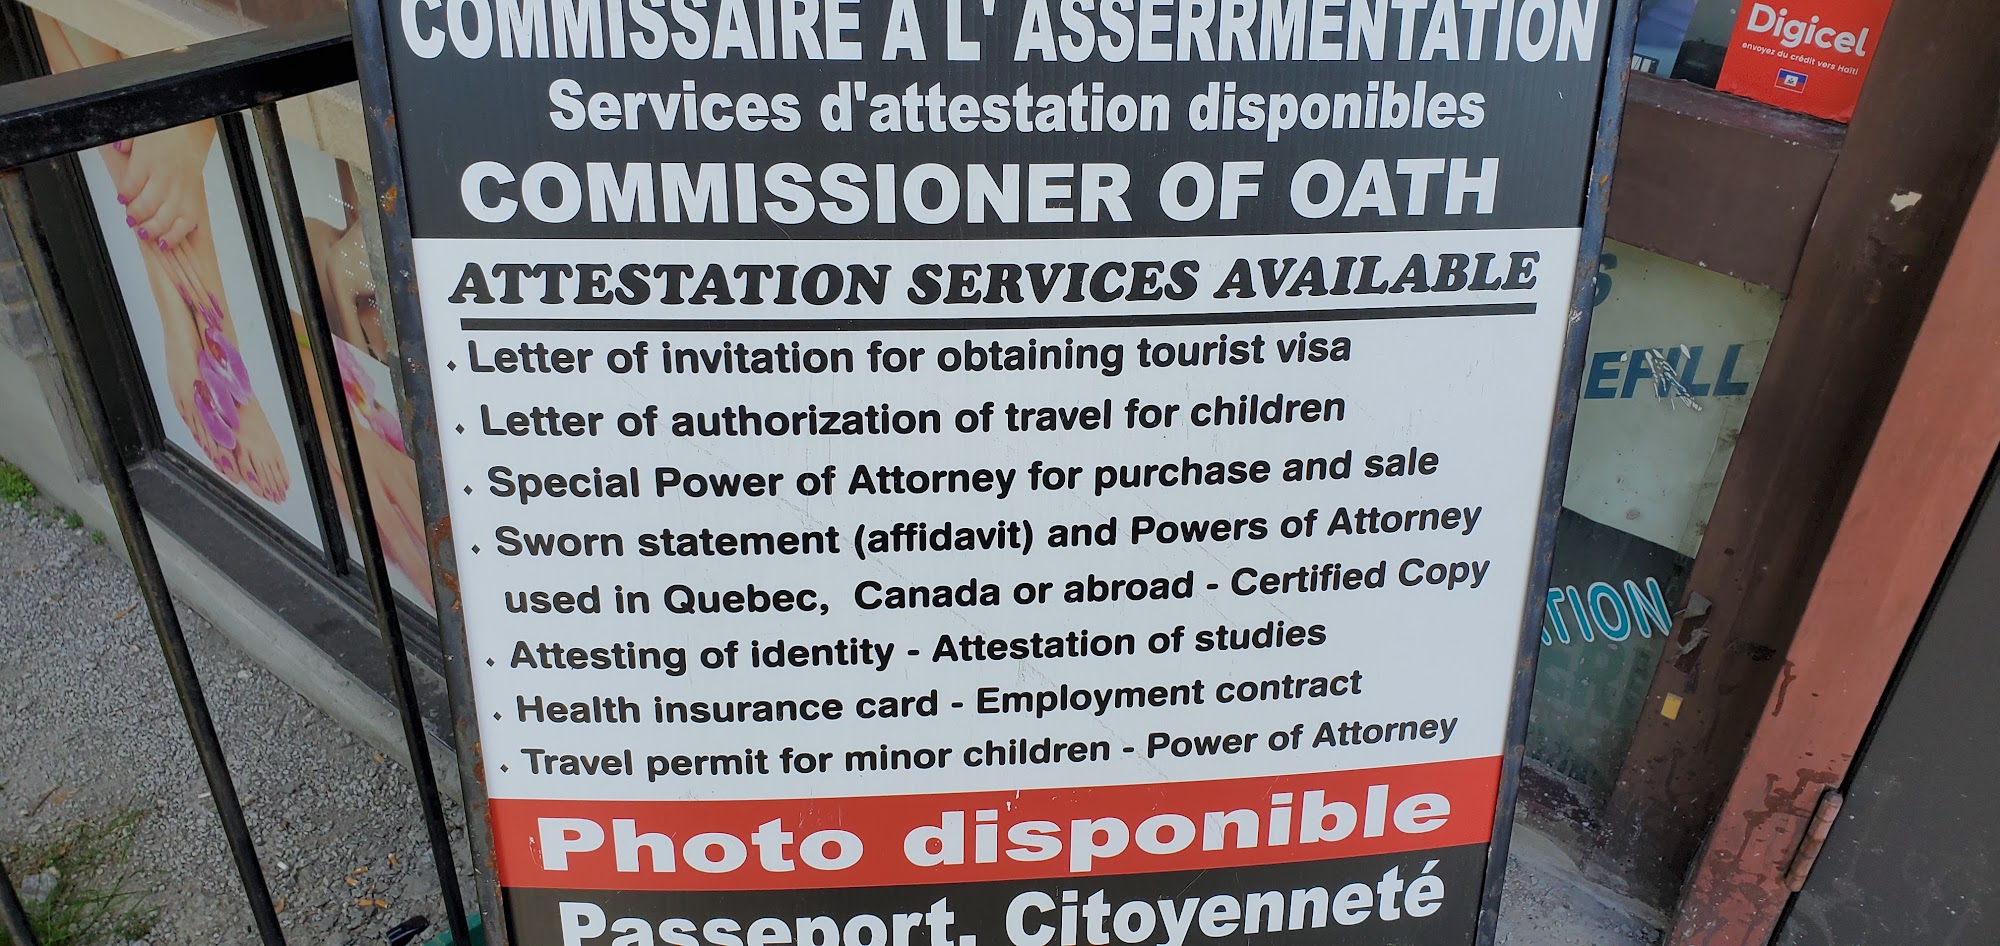 COMMISSAIRE À L' ASSERRMENTATION
Services d'attestation disponibles
COMMISSIONER OF OATH
ATTESTATION SERVICES AVAILABLE
. Letter of invitation for obtaining tourist visa
. Letter of authorization of travel for children
. Special Power of Attorney for purchase and sale
. Sworn statement (affidavit) and Powers of Attorney
used in Quebec, Canada or abroad - Certified Copy
. Attesting of identity - Attestation of studies
. Health insurance card - Employment contract
. Travel permit for minor children - Power of Attorney
Photo disponible
Passeport, Citoyenneté
Digicel
envoyez du crédit vers Haïti